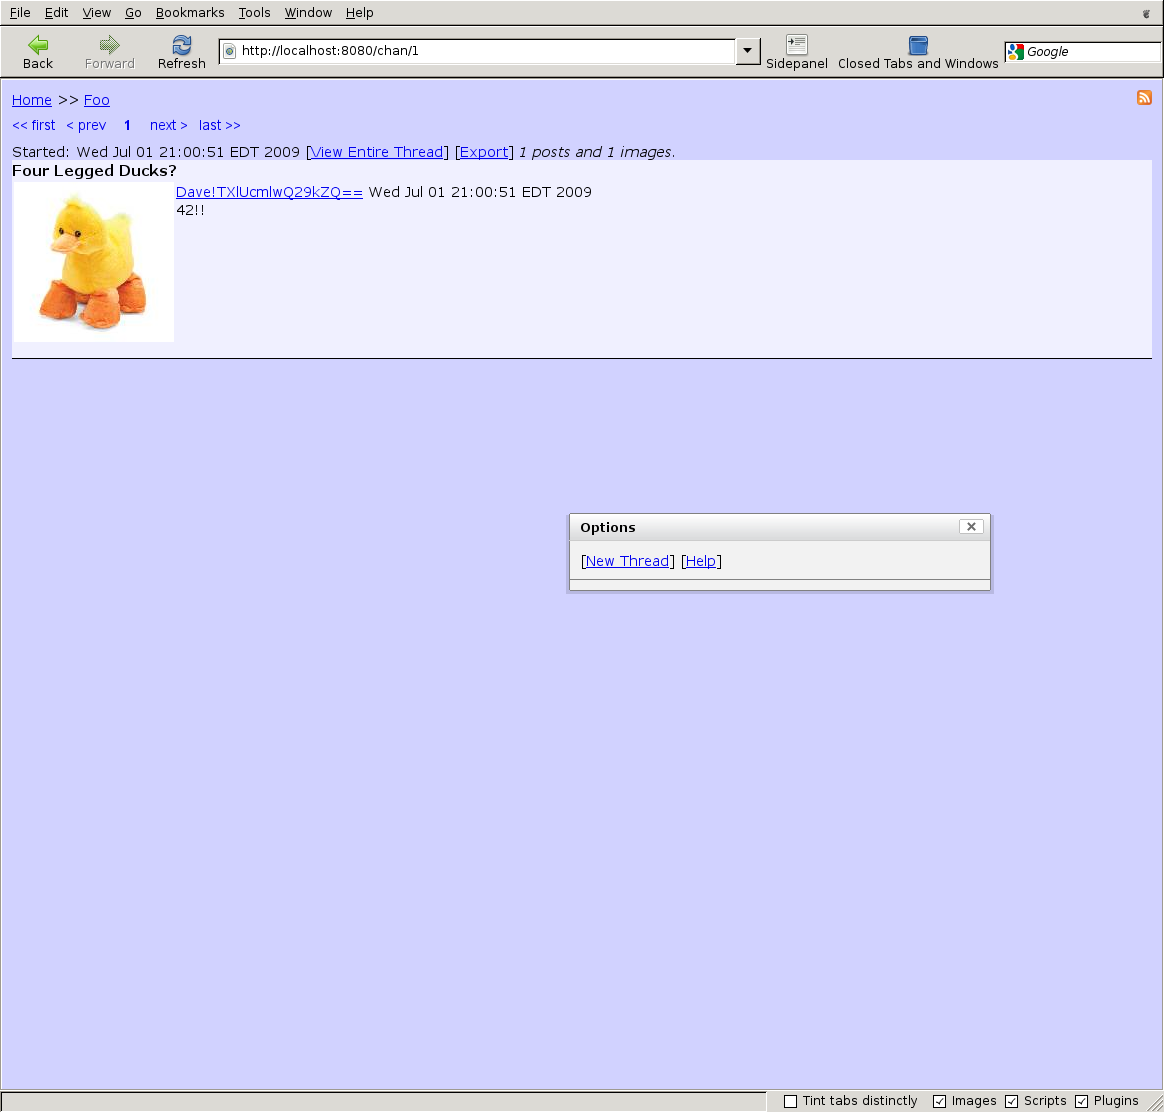 File Edit View Go Bookmarks Tools Window Help
Back Forward Refresh http://localhost:8080/chan/1 Sidepanel Closed Tabs and Windows Google
Home >> Foo
<< first < prev 1 next > last >>
Started: Wed Jul 01 21:00:51 EDT 2009 [View Entire Thread] [Export] 1 posts and 1 images.
Four Legged Ducks?
Dave!TXlUcmlwQ29kZQ== Wed Jul 01 21:00:51 EDT 2009
42!!
Options
[New Thread] [Help]
Tint tabs distinctly Images Scripts Plugins